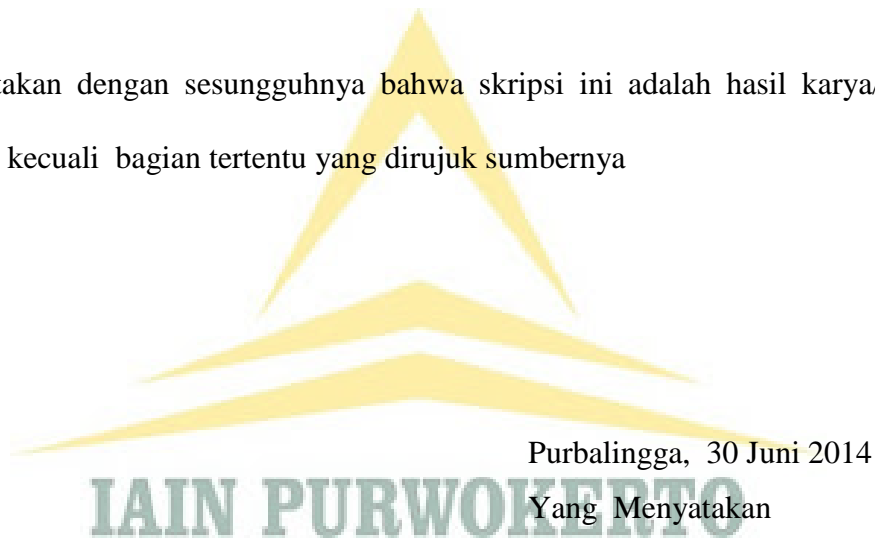 takan dengan sesungguhnya bahwa skripsi ini adalah hasil karya/
kecuali bagian tertentu yang dirujuk sumbernya
Purbalingga, 30 Juni 2014
IAIN PURWOKERTO
Yang Menyatakan